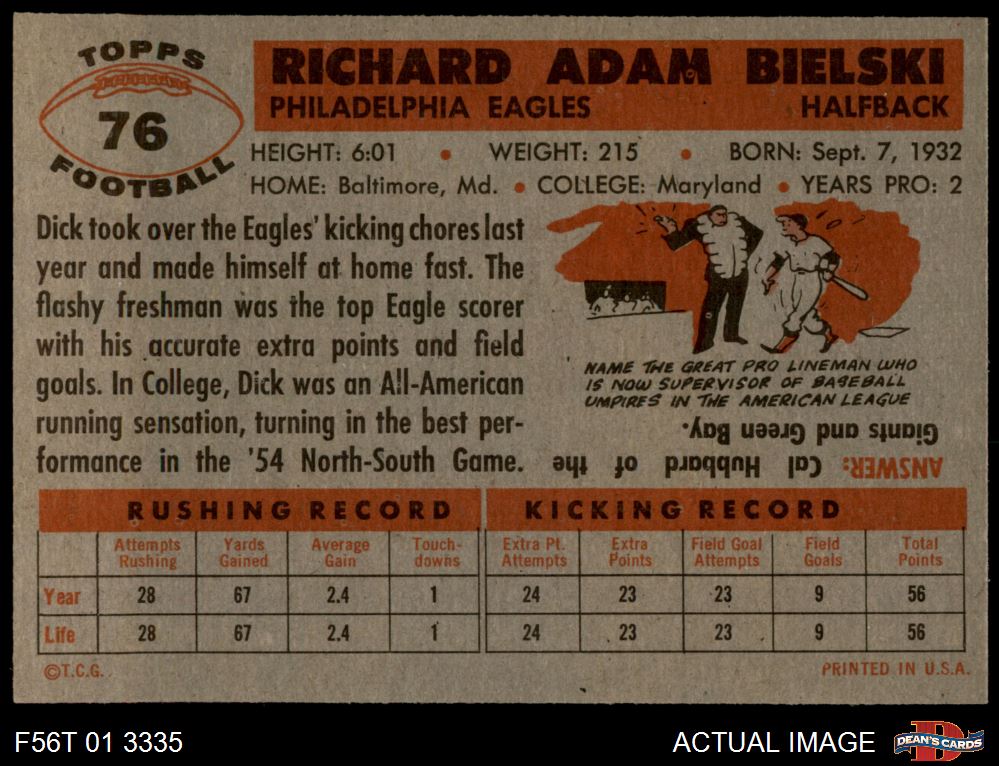 TOPPS
76
FOOTBALL
RICHARD ADAM BIELSKI
PHILADELPHIA EAGLES HALFBACK
HEIGHT: 6:01 • WEIGHT: 215 • BORN: Sept. 7, 1932
HOME: Baltimore, Md. • COLLEGE: Maryland • YEARS PRO: 2
Dick took over the Eagles' kicking chores last
year and made himself at home fast. The
flashy freshman was the top Eagle scorer
with his accurate extra points and field
goals. In College, Dick was an All-American
running sensation, turning in the best per-
formance in the '54 North-South Game.
NAME THE GREAT PRO LINEMAN WHO
IS NOW SUPERVISOR OF BASEBALL
UMPIRES IN THE AMERICAN LEAGUE
ANSWER: Cal Hubbard of the
Giants and Green Bay.
RUSHING RECORD
Attempts Rushing Yards Gained Average Gain Touch-downs
Year 28 67 2.4 1
Life 28 67 2.4 1
KICKING RECORD
Extra Pt. Attempts Extra Points Field Goal Attempts Field Goals Total Points
24 23 23 9 56
24 23 23 9 56
©T.C.G. PRINTED IN U.S.A.
F56T 01 3335 ACTUAL IMAGE DEAN'S CARDS